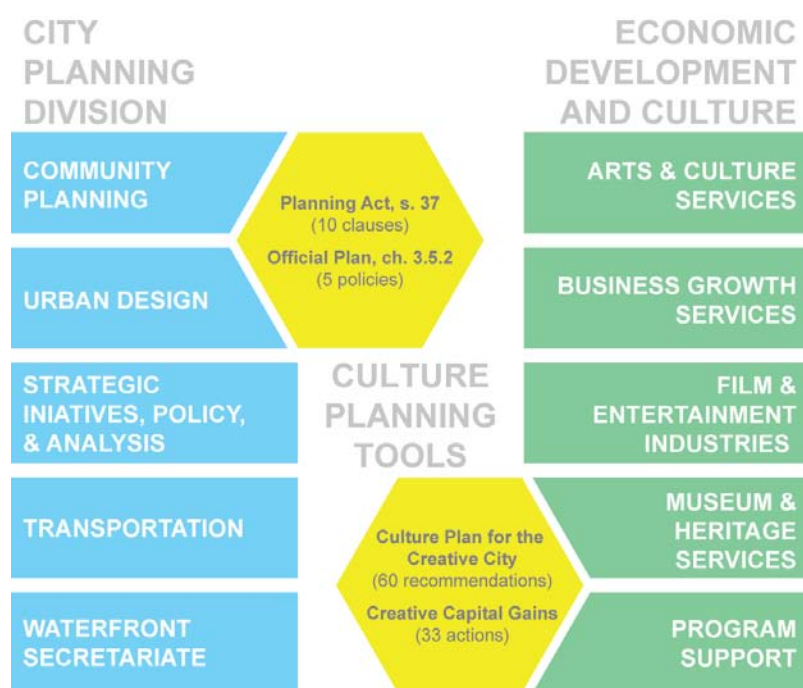 CITY
PLANNING
DIVISION
COMMUNITY
PLANNING
URBAN DESIGN
STRATEGIC
INIATIVES, POLICY,
& ANALYSIS
TRANSPORTATION
WATERFRONT
SECRETARIATE
Planning Act, s. 37
(10 clauses)
Official Plan, ch. 3.5.2
(5 policies)
CULTURE
PLANNING
TOOLS
Culture Plan for the
Creative City
(60 recommendations)
Creative Capital Gains
(33 actions)
ECONOMIC
DEVELOPMENT
AND CULTURE
ARTS & CULTURE
SERVICES
BUSINESS GROWTH
SERVICES
FILM &
ENTERTAINMENT
INDUSTRIES
MUSEUM &
HERITAGE
SERVICES
PROGRAM
SUPPORT